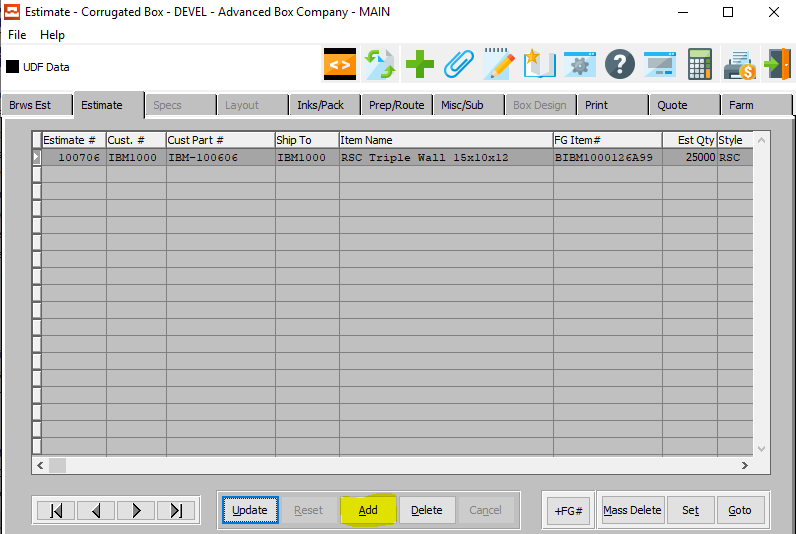 Estimate - Corrugated Box - DEVEL - Advanced Box Company - MAIN
File Help
UDF Data
<> ? $
Brws Est Estimate Specs Layout Inks/Pack Prep/Route Misc/Sub Box Design Print Quote Farm
Estimate # Cust. # Cust Part # Ship To Item Name FG Item# Est Qty Style
100706 IBM1000 IBM-100606 IBM1000 RSC Triple Wall 15x10x12 BIBM1000126A99 25000 RSC
Update Reset Add Delete Cancel +FG# Mass Delete Set Goto